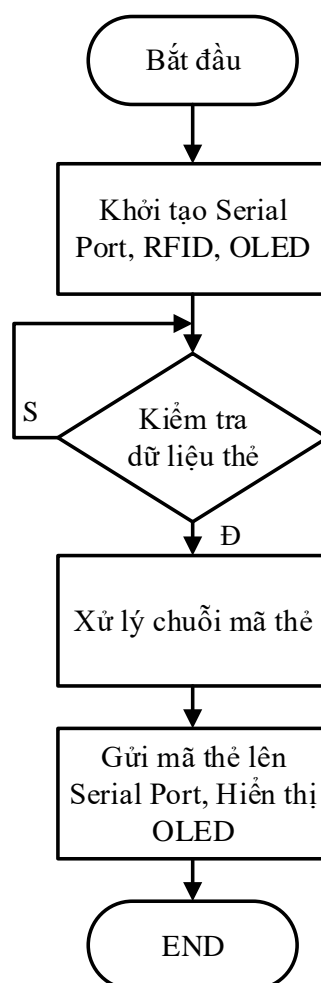 Bắt đầu
Khởi tạo Serial
Port, RFID, OLED
S
Kiểm tra
dữ liệu thẻ
Đ
Xử lý chuỗi mã thẻ
Gửi mã thẻ lên
Serial Port, Hiển thị
OLED
END